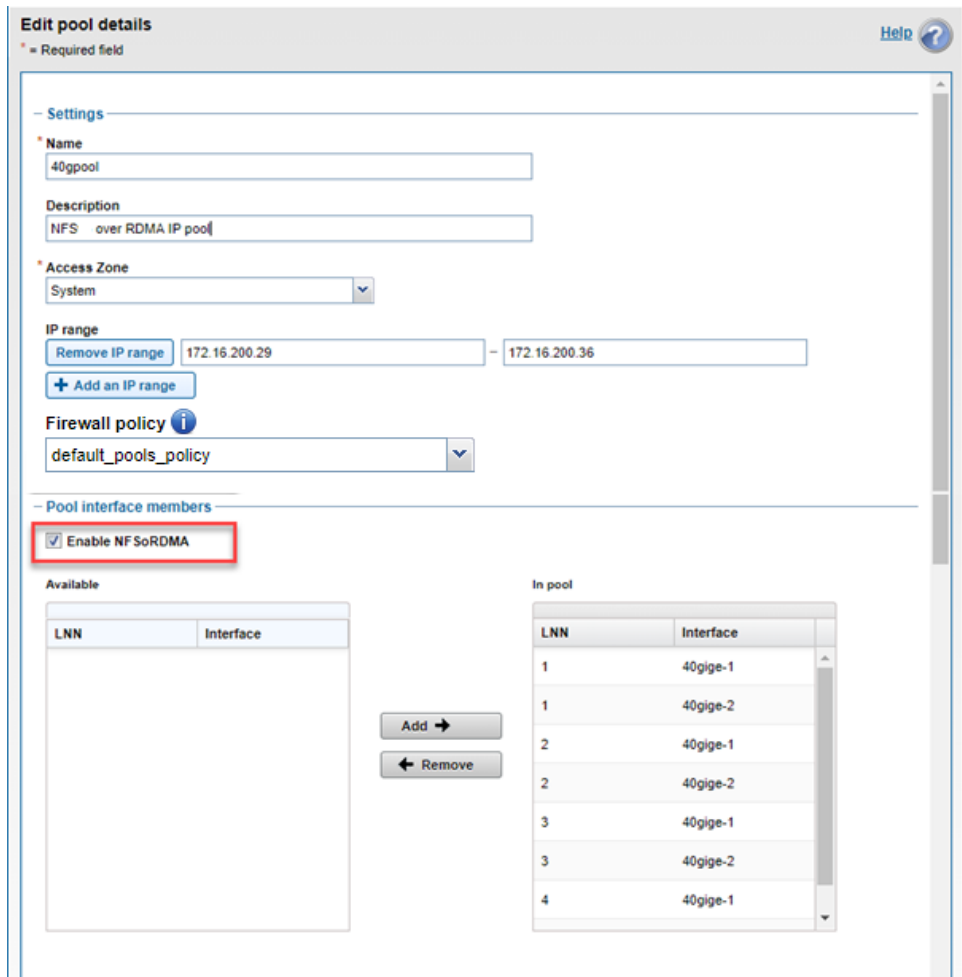 Edit pool details
Help
* = Required field
Settings
* Name
40gpool
Description
NFS over RDMA IP pool
* Access Zone
System
IP range
Remove IP range 172.16.200.29 – 172.16.200.36
+ Add an IP range
Firewall policy
default_pools_policy
Pool interface members
Enable NFSoRDMA
Available In pool
LNN Interface LNN Interface
1 40gige-1
1 40gige-2
Add
2 40gige-1
Remove
2 40gige-2
3 40gige-1
3 40gige-2
4 40gige-1